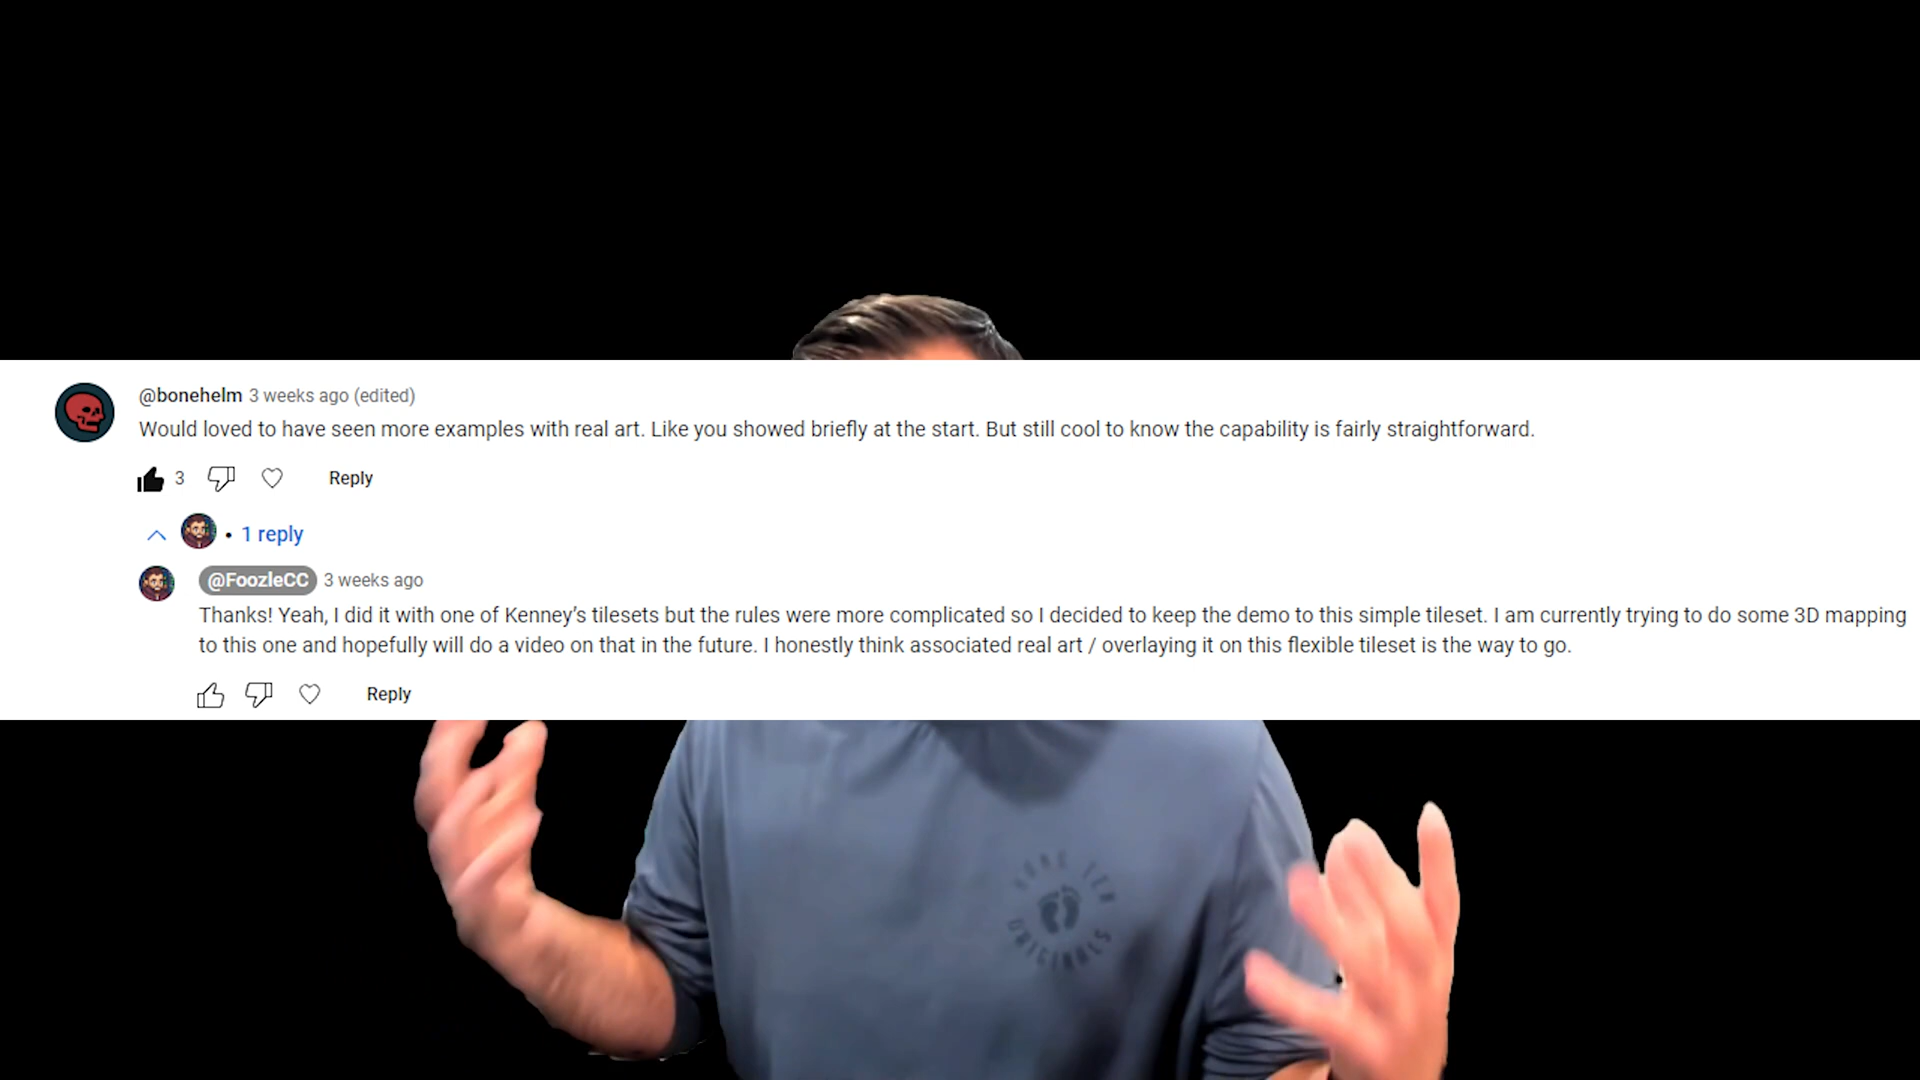 @bonehelm 3 weeks ago (edited)
Would loved to have seen more examples with real art. Like you showed briefly at the start. But still cool to know the capability is fairly straightforward.
3 Reply
• 1 reply
@FoozleCC 3 weeks ago
Thanks! Yeah, I did it with one of Kenney’s tilesets but the rules were more complicated so I decided to keep the demo to this simple tileset. I am currently trying to do some 3D mapping
to this one and hopefully will do a video on that in the future. I honestly think associated real art / overlaying it on this flexible tileset is the way to go.
Reply
ORIGINALS